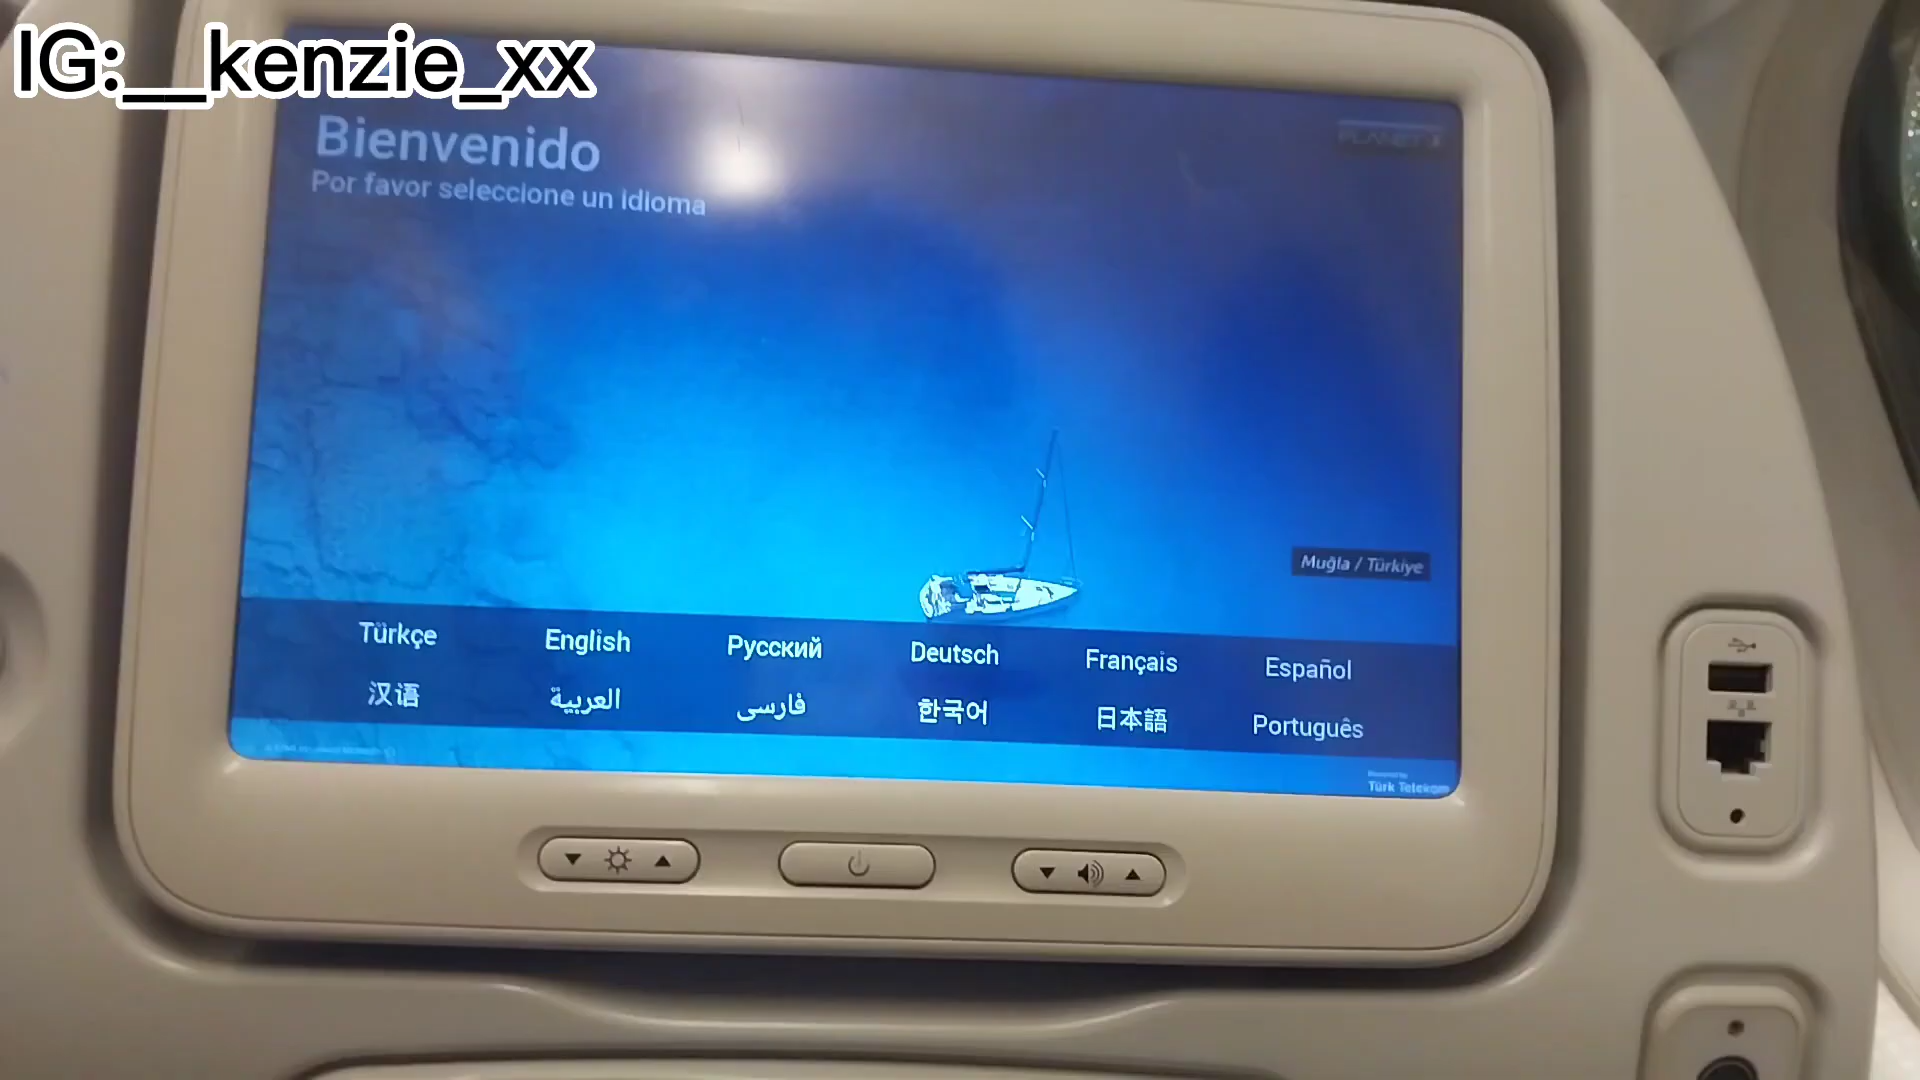 IG:__kenzie_xx
Bienvenido
Por favor seleccione un idioma
PLANET
Muğla / Türkiye
Türkçe English Русский Deutsch Français Español
汉语 العربية فارسی 한국어 日本語 Português
Türk Telekom